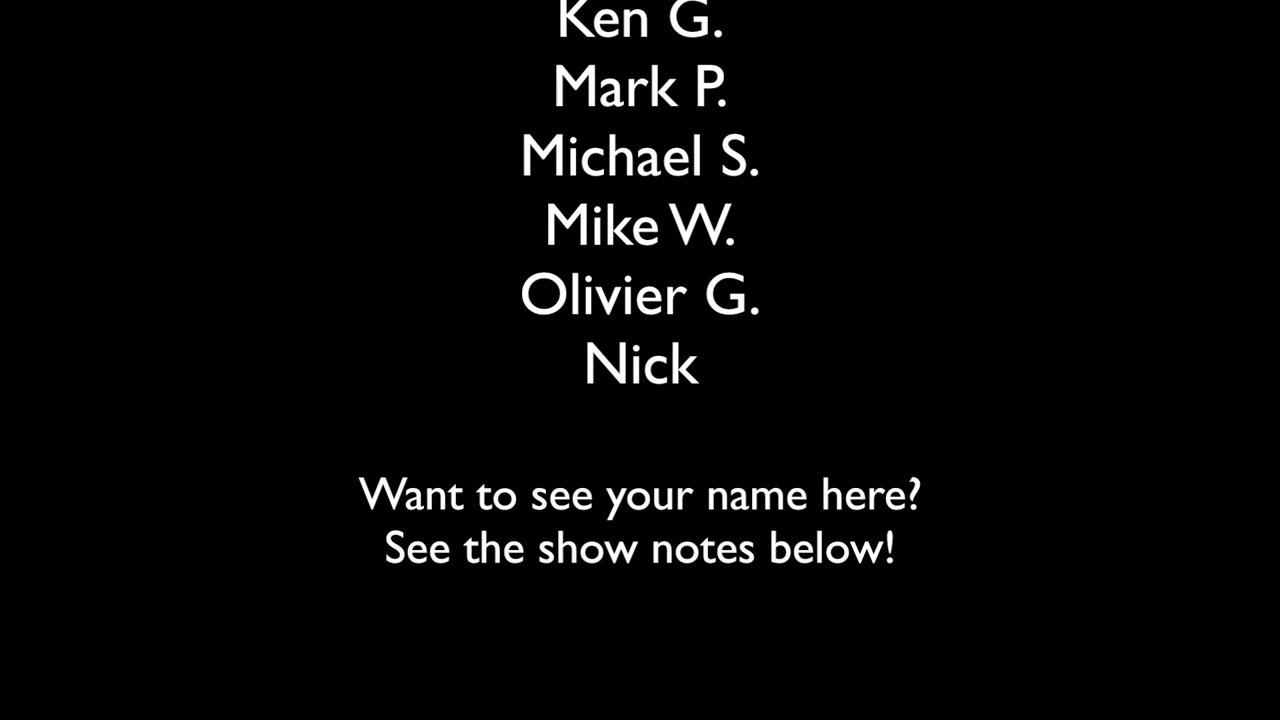 Ken G.
Mark P.
Michael S.
Mike W.
Olivier G.
Nick
Want to see your name here?
See the show notes below!